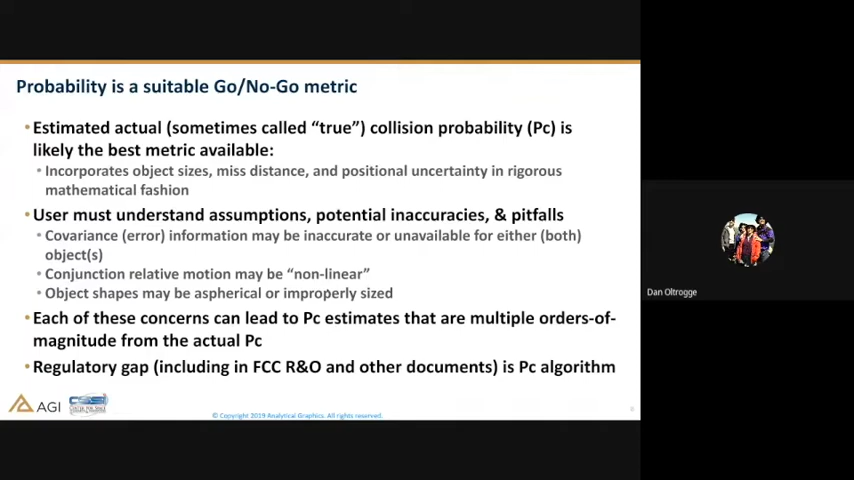 Probability is a suitable Go/No-Go metric
•Estimated actual (sometimes called “true”) collision probability (Pc) is
likely the best metric available:
• Incorporates object sizes, miss distance, and positional uncertainty in rigorous
mathematical fashion
•User must understand assumptions, potential inaccuracies, & pitfalls
• Covariance (error) information may be inaccurate or unavailable for either (both)
object(s)
• Conjunction relative motion may be “non-linear”
• Object shapes may be aspherical or improperly sized
•Each of these concerns can lead to Pc estimates that are multiple orders-of-
magnitude from the actual Pc
•Regulatory gap (including in FCC R&O and other documents) is Pc algorithm
AGI
© Copyright 2019 Analytical Graphics. All rights reserved.
Dan Oltrogge